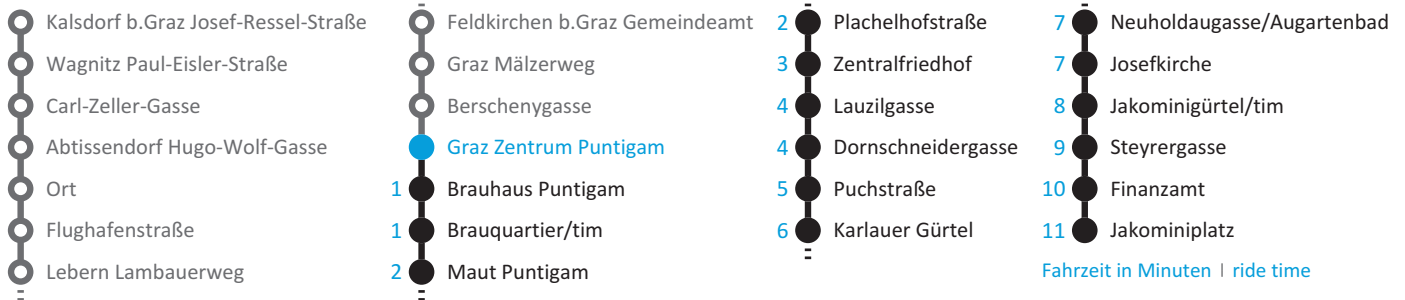 Kalsdorf b.Graz Josef-Ressel-Straße
Wagnitz Paul-Eisler-Straße
Carl-Zeller-Gasse
Abtissendorf Hugo-Wolf-Gasse
Ort
Flughafenstraße
Lebern Lambauerweg
Feldkirchen b.Graz Gemeindeamt
Graz Mälzerweg
Berschenygasse
Graz Zentrum Puntigam
1 Brauhaus Puntigam
1 Brauquartier/tim
2 Maut Puntigam
2 Plachelhofstraße
3 Zentralfriedhof
4 Lauzilgasse
4 Dornschneidergasse
5 Puchstraße
6 Karlauer Gürtel
7 Neuholdaugasse/Augartenbad
7 Josefkirche
8 Jakominigürtel/tim
9 Steyrergasse
10 Finanzamt
11 Jakominiplatz
Fahrzeit in Minuten | ride time